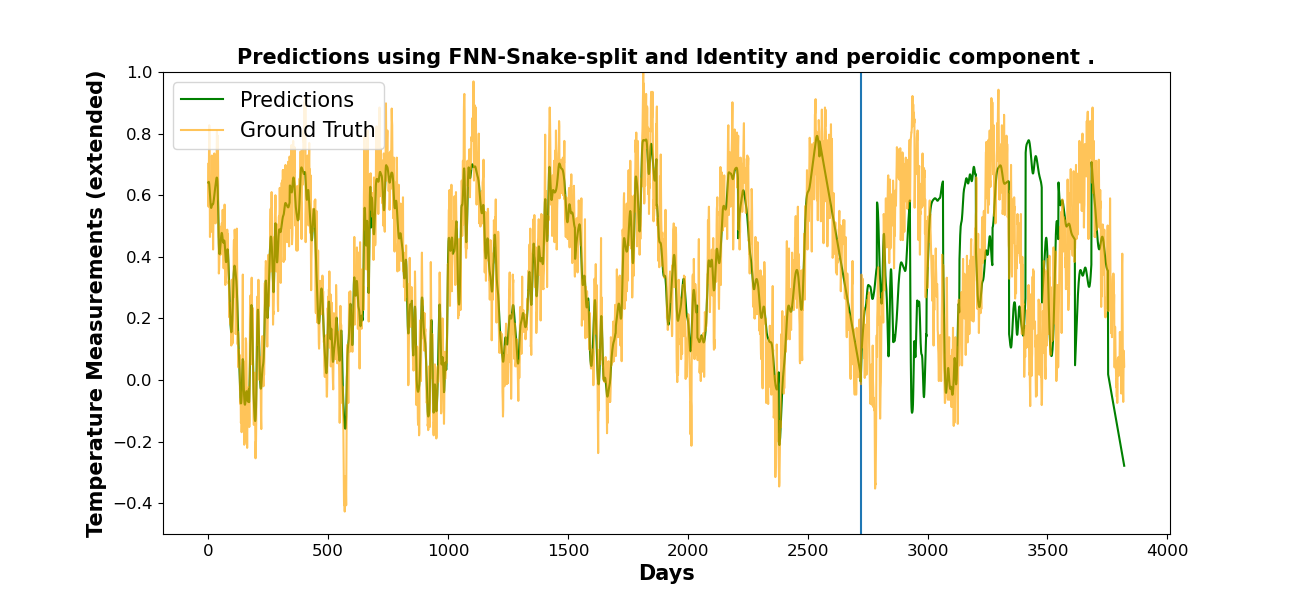 Predictions using FNN-Snake-split and Identity and peroidic component .
Predictions
Ground Truth
Temperature Measurements (extended)
1.0
0.8
0.6
0.4
0.2
0.0
−0.2
−0.4
0 500 1000 1500 2000 2500 3000 3500 4000
Days